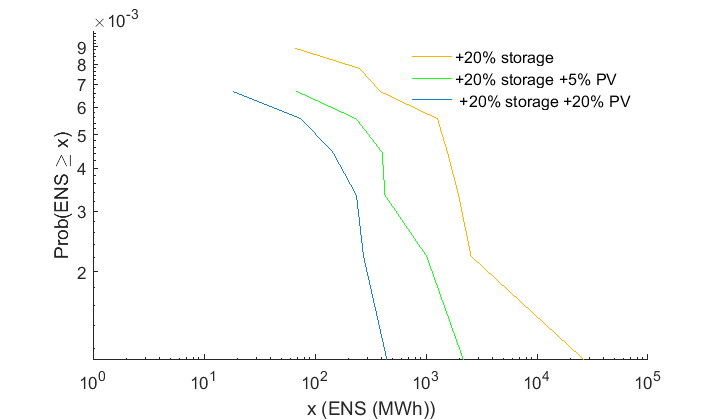 ×10⁻³
9
8
7
6
5
4
3
2
Prob(ENS ≥ x)
+20% storage
+20% storage +5% PV
+20% storage +20% PV
10⁰ 10¹ 10² 10³ 10⁴ 10⁵
x (ENS (MWh))